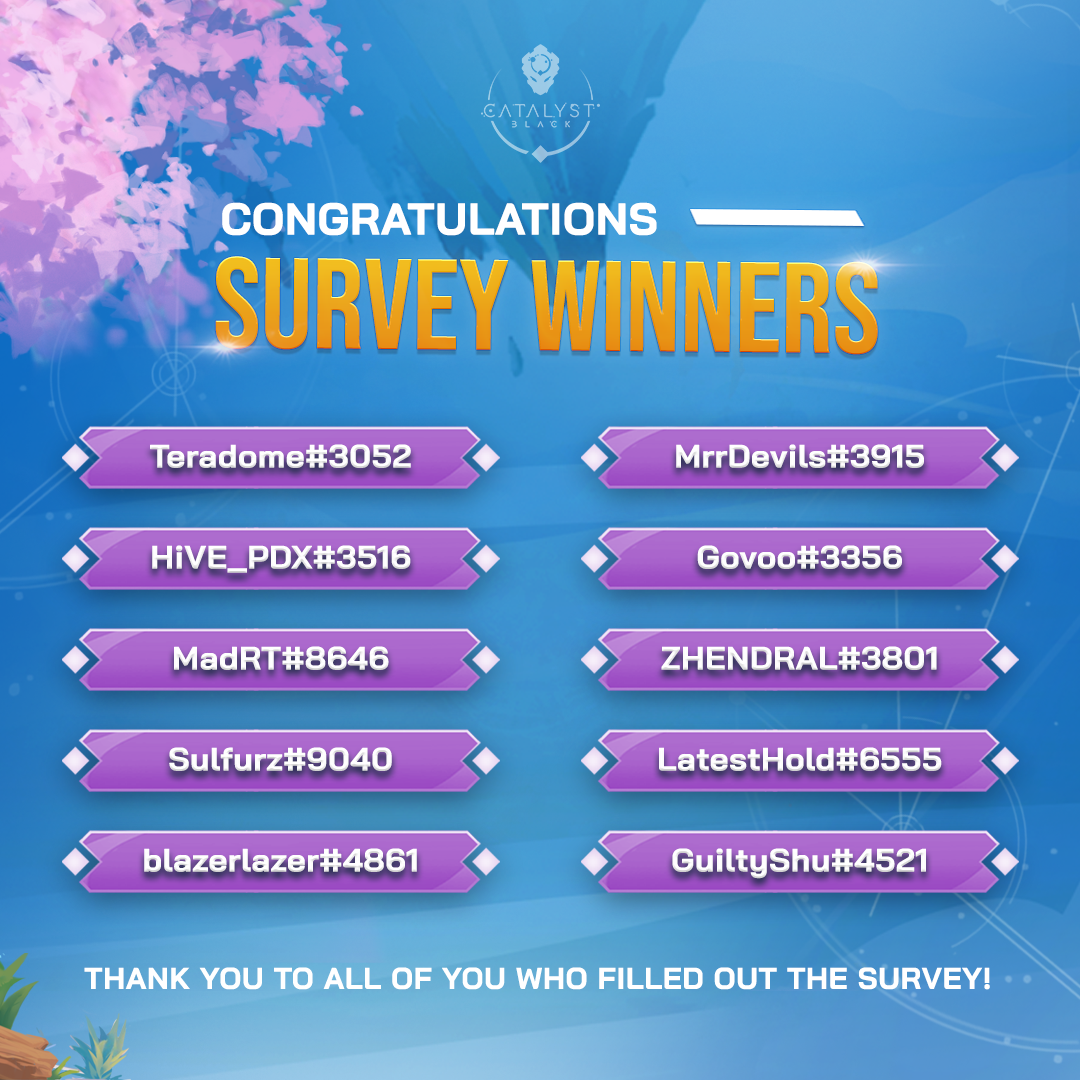 CATALYST
BLACK
CONGRATULATIONS
SURVEY WINNERS
Teradome#3052
MrrDevils#3915
HiVE_PDX#3516
Govoo#3356
MadRT#8646
ZHENDRAL#3801
Sulfurz#9040
LatestHold#6555
blazerlazer#4861
GuiltyShu#4521
THANK YOU TO ALL OF YOU WHO FILLED OUT THE SURVEY!